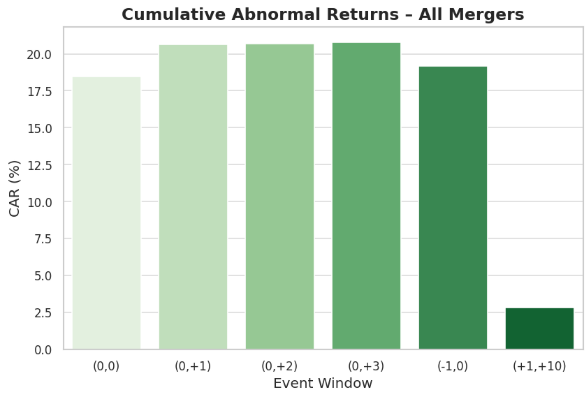 Cumulative Abnormal Returns – All Mergers
CAR (%)
20.0
17.5
15.0
12.5
10.0
7.5
5.0
2.5
0.0
(0,0) (0,+1) (0,+2) (0,+3) (-1,0) (+1,+10)
Event Window